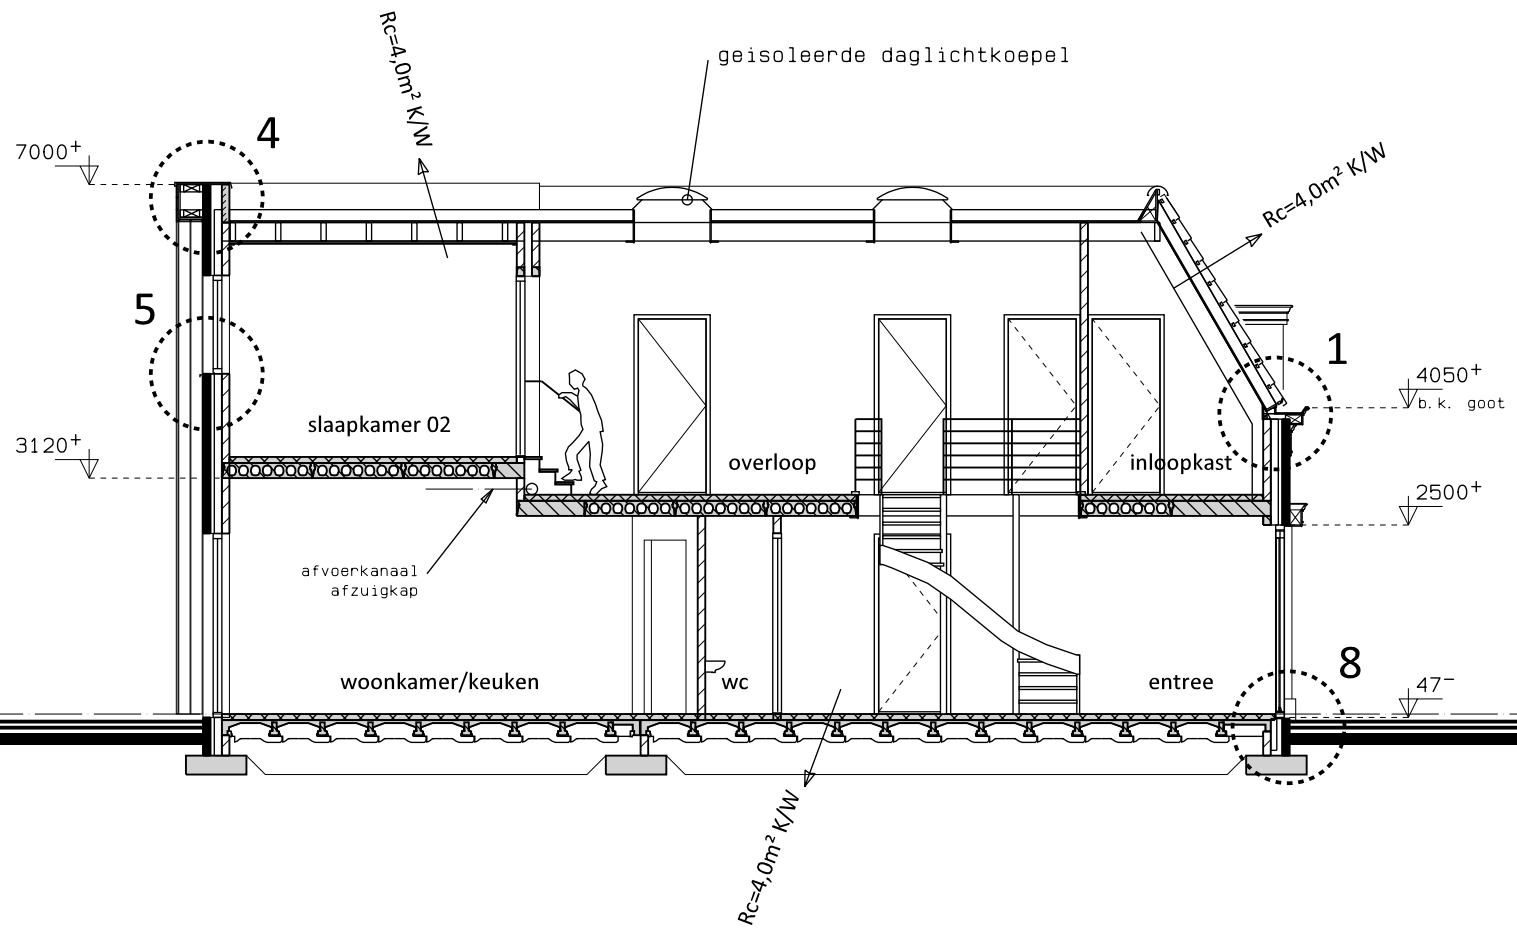 geisoleerde daglichtkoepel
Rc=4,0m² K/W
4
7000+
Rc=4,0m² K/W
5
1
4050+
b.k. goot
slaapkamer 02
3120+
overloop
inloopkast
2500+
afvoerkanaal
afzuigkap
8
woonkamer/keuken
wc
entree
47−
Rc=4,0m² K/W